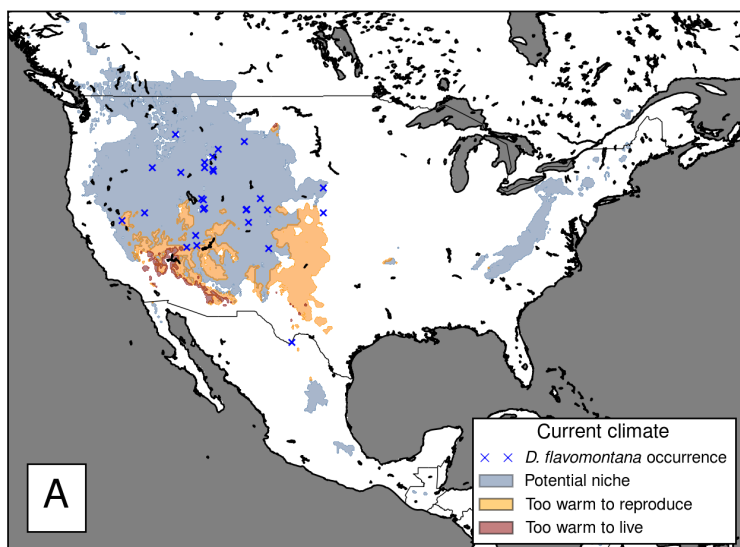 A
Current climate
D. flavomontana occurrence
Potential niche
Too warm to reproduce
Too warm to live